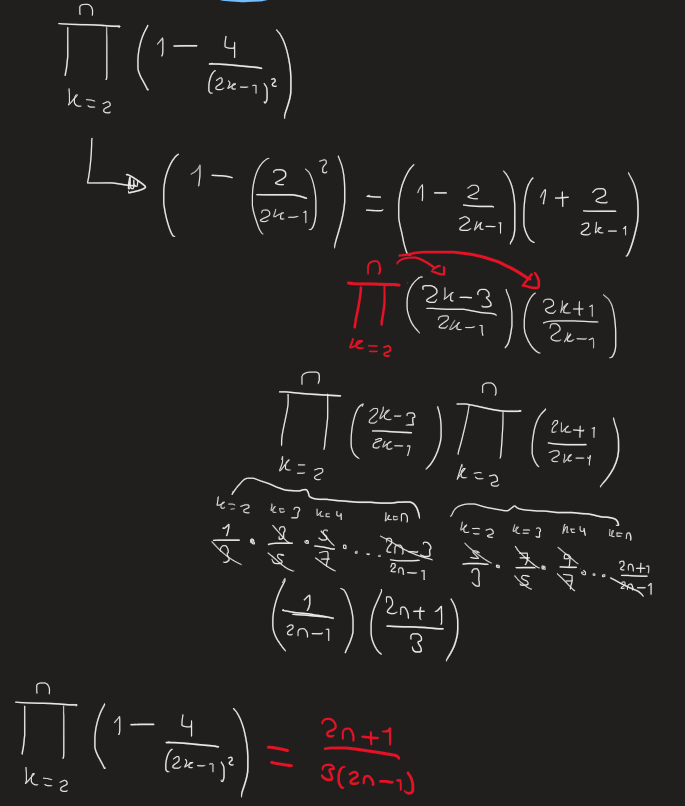 \prod_{k=2}^{n} \left(1 - \frac{4}{(2k-1)^2}\right)
\left(1 - \left(\frac{2}{2k-1}\right)^2\right) = \left(1 - \frac{2}{2k-1}\right)\left(1 + \frac{2}{2k-1}\right)
\prod_{k=2}^{n} \left(\frac{2k-3}{2k-1}\right)\left(\frac{2k+1}{2k-1}\right)
\prod_{k=2}^{n} \left(\frac{2k-3}{2k-1}\right) \prod_{k=2}^{n} \left(\frac{2k+1}{2k-1}\right)
k=2 k=3 k=4 k=n k=2 k=3 k=4 k=n
\frac{1}{3} \cdot \frac{3}{5} \cdot \frac{5}{7} \cdot \ldots \frac{2n-3}{2n-1} \frac{5}{3} \cdot \frac{7}{5} \cdot \frac{9}{7} \cdot \ldots \frac{2n+1}{2n-1}
\left(\frac{1}{2n-1}\right)\left(\frac{2n+1}{3}\right)
\prod_{k=2}^{n} \left(1 - \frac{4}{(2k-1)^2}\right) = \frac{2n+1}{3(2n-1)}